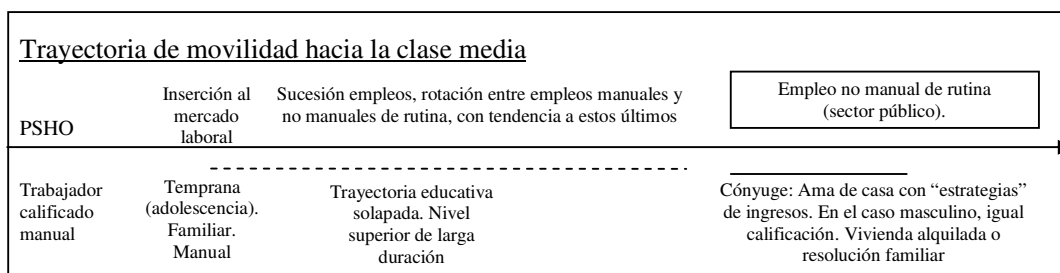 Trayectoria de movilidad hacia la clase media
Inserción al
mercado
laboral
Sucesión empleos, rotación entre empleos manuales y
no manuales de rutina, con tendencia a estos últimos
Empleo no manual de rutina
(sector público).
PSHO
Trabajador
calificado
manual
Temprana
(adolescencia).
Familiar.
Manual
Trayectoria educativa
solapada. Nivel
superior de larga
duración
Cónyuge: Ama de casa con “estrategias”
de ingresos. En el caso masculino, igual
calificación. Vivienda alquilada o
resolución familiar